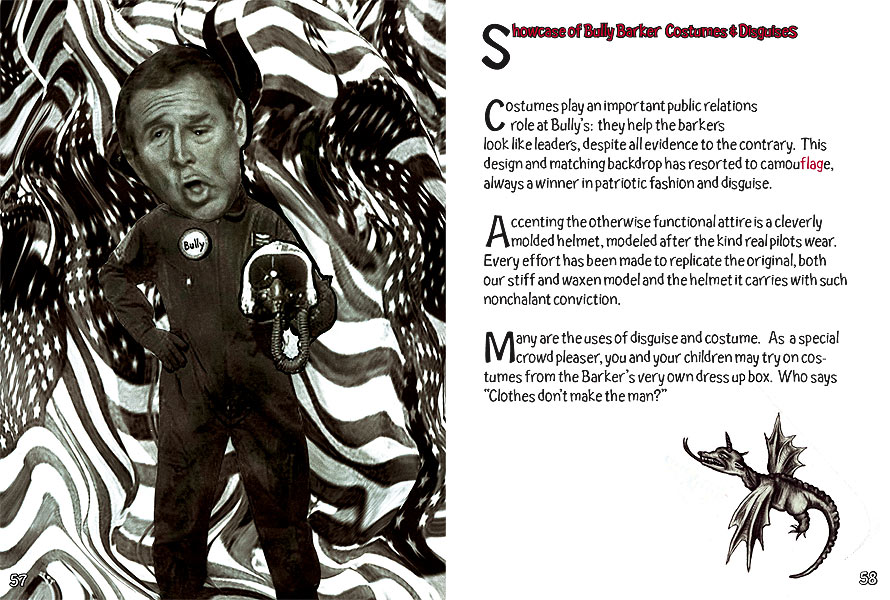 Bully
57
Showcase of Bully Barker Costumes & Disguises
Costumes play an important public relations
role at Bully's: they help the barkers
look like leaders, despite all evidence to the contrary. This
design and matching backdrop has resorted to camouflage,
always a winner in patriotic fashion and disguise.
Accenting the otherwise functional attire is a cleverly
molded helmet, modeled after the kind real pilots wear.
Every effort has been made to replicate the original, both
our stiff and waxen model and the helmet it carries with such
nonchalant conviction.
Many are the uses of disguise and costume. As a special
crowd pleaser, you and your children may try on cos-
tumes from the Barker's very own dress up box. Who says
"Clothes don't make the man?"
58